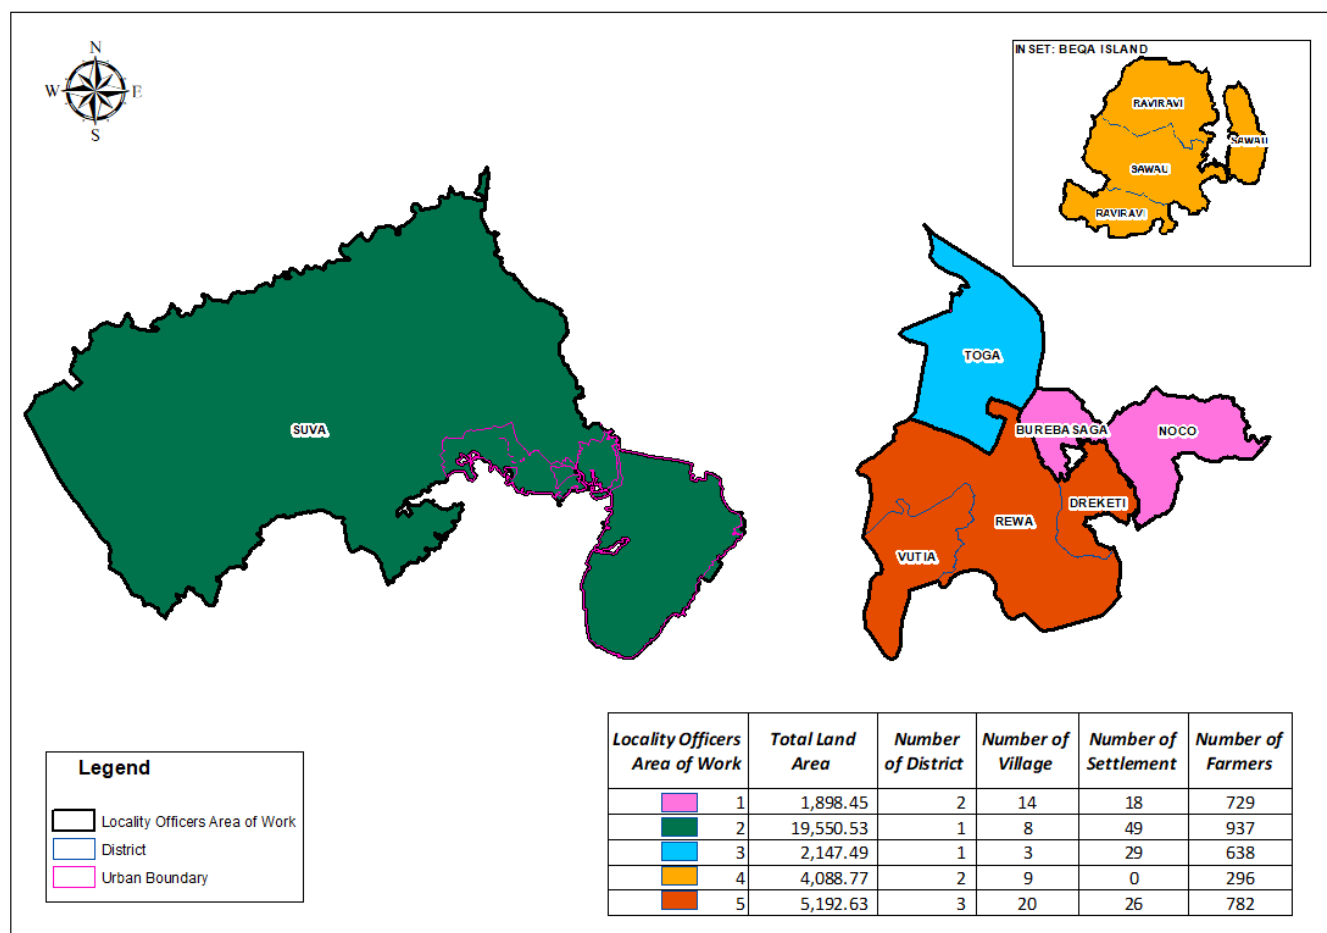 N
W E
S
INSET: BEQA ISLAND
RAVIRAVI
SAWAU
SAWAU
RAVIRAVI
SUVA
TOGA
BUREBASAGA
NOCO
DREKETI
REWA
VUTIA
Legend
Locality Officers Area of Work
District
Urban Boundary
Locality Officers Area of Work Total Land Area Number of District Number of Village Number of Settlement Number of Farmers
1 1,898.45 2 14 18 729
2 19,550.53 1 8 49 937
3 2,147.49 1 3 29 638
4 4,088.77 2 9 0 296
5 5,192.63 3 20 26 782